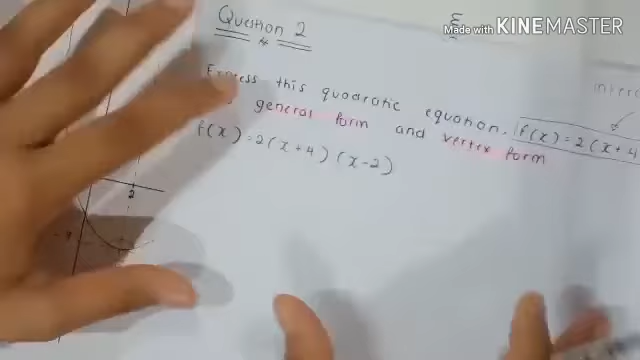 Made with KINEMASTER
Question 2
Express this quadratic equation. f(x)=2(x+4
general form and vertex form
f(x)=2(x+4)(x-2)
2